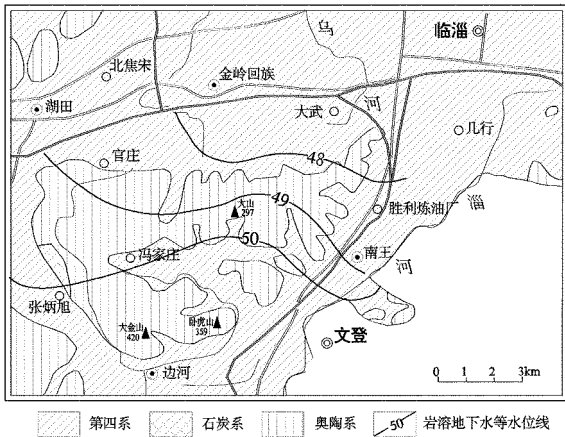 乌
临淄
北焦宋
金岭回族
湖田
大武
河
几行
官庄
48
大山
297
49
胜利炼油厂
淄
50
冯家庄
南王
河
张炳旭
大金山
420
卧虎山
359
文登
边河
0 1 2 3km
第四系
石炭系
奥陶系
50
岩溶地下水等水位线